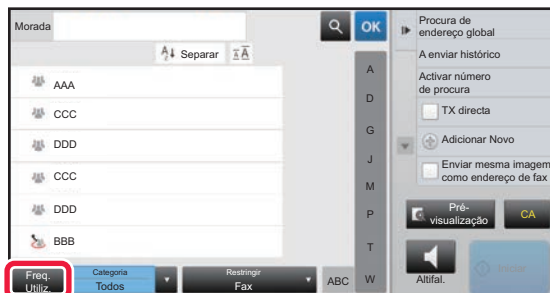 Morada
OK
Separar
AAA
CCC
DDD
CCC
DDD
BBB
A
D
G
J
M
P
T
W
Freq.
Utiliz.
Categoria
Todos
Restringir
Fax
ABC
Procura de
endereço global
A enviar histórico
Activar número
de procura
TX directa
Adicionar Novo
Enviar mesma imagem
como endereço de fax
Pré-
visualização
CA
Altifal.
Iniciar